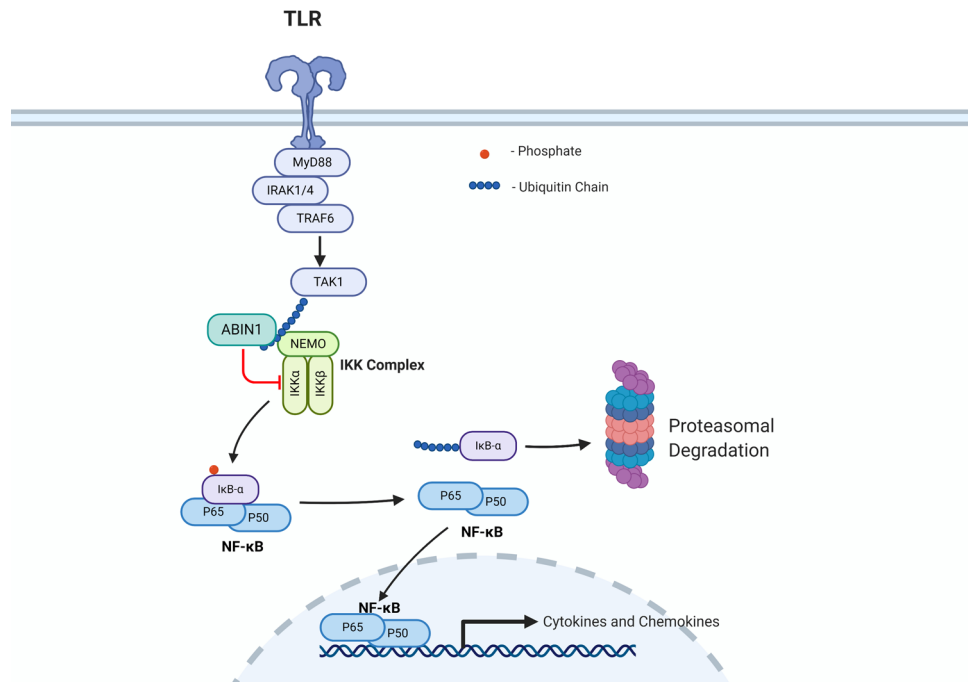 TLR
MyD88
- Phosphate
IRAK1/4
- Ubiquitin Chain
TRAF6
TAK1
ABIN1
NEMO
IKK Complex
IKKα
IKKβ
Proteasomal
Degradation
IκB-α
IκB-α
P65
P50
NF-κB
P65
P50
NF-κB
NF-κB
P65
P50
Cytokines and Chemokines